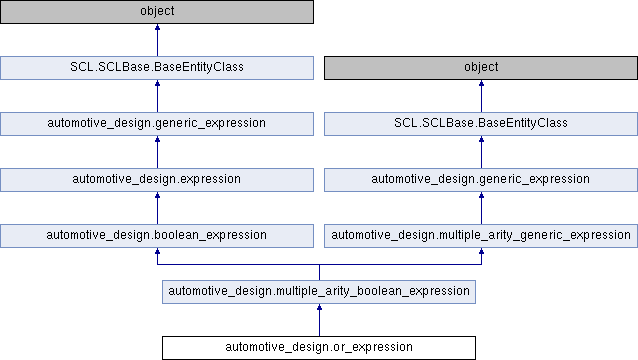 object
SCL.SCLBase.BaseEntityClass
object
automotive_design.generic_expression
SCL.SCLBase.BaseEntityClass
automotive_design.expression
automotive_design.generic_expression
automotive_design.boolean_expression
automotive_design.multiple_arity_generic_expression
automotive_design.multiple_arity_boolean_expression
automotive_design.or_expression